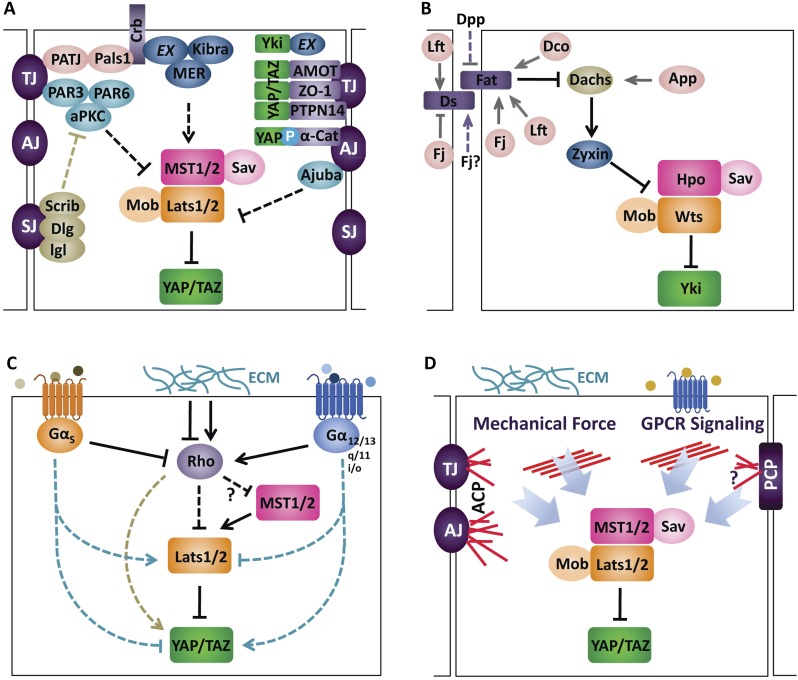 A
Crb
PATJ
Pals1
EX
Kibra
MER
Yki
EX
TJ
PAR3
PAR6
aPKC
YAP/TAZ
AMOT
ZO-1
PTPN14
TJ
YAP
P
α-Cat
AJ
AJ
MST1/2
Sav
Ajuba
Mob
Lats1/2
SJ
Scrib
Dlg
lgl
SJ
YAP/TAZ
B
Dpp
Lft
Dco
Fat
Dachs
App
Ds
Fj
Fj?
Fj
Lft
Zyxin
Hpo
Sav
Mob
Wts
Yki
C
ECM
Gαs
Gα12/13
q/11
i/o
Rho
?
MST1/2
Lats1/2
YAP/TAZ
D
ECM
Mechanical Force
GPCR Signaling
TJ
ACP
AJ
?
PCP
MST1/2
Sav
Mob
Lats1/2
YAP/TAZ